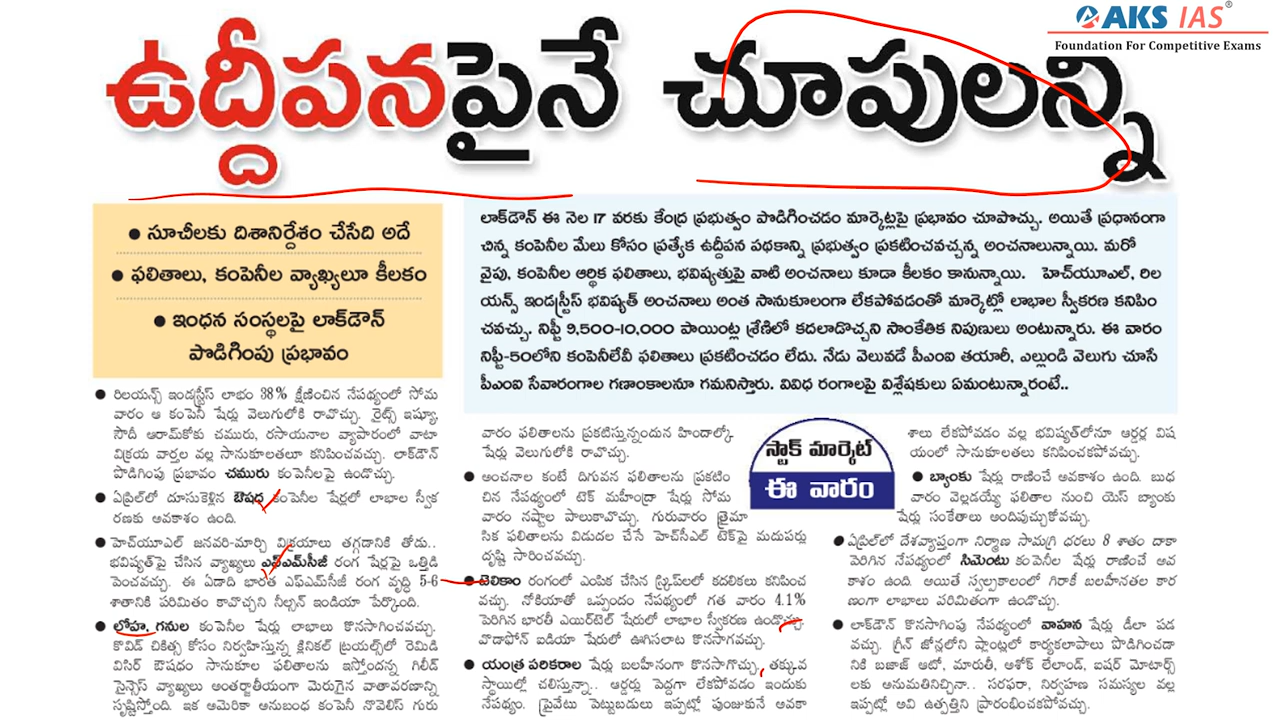 AKS IAS®
Foundation For Competitive Exams
ఉద్దీపనపైనే చూపులన్నీ
● సూచీలకు దిశానిర్దేశం చేసేది అదే
● ఫలితాలు, కంపెనీల వ్యాఖ్యలూ కీలకం
● ఇంధన సంస్థలపై లాక్‌డౌన్
పొడిగింపు ప్రభావం
లాక్‌డౌన్ ఈ నెల 17 వరకు కేంద్ర ప్రభుత్వం పొడిగించడం మార్కెట్లపై ప్రభావం చూపొచ్చు. అయితే ప్రధానంగా
చిన్న కంపెనీల మేలు కోసం ప్రత్యేక ఉద్దీపన పథకాన్ని ప్రభుత్వం ప్రకటించవచ్చన్న అంచనాలున్నాయి. మరో
వైపు, కంపెనీల ఆర్థిక ఫలితాలు, భవిష్యత్తుపై వాటి అంచనాలు కూడా కీలకం కానున్నాయి. హెచ్‌యూఎల్, రిల
యన్స్ ఇండస్ట్రీస్ భవిష్యత్ అంచనాలు అంత సానుకూలంగా లేకపోవడంతో మార్కెట్లో లాభాల స్వీకరణ కనిపిం
చవచ్చు. నిఫ్టీ 9,500-10,000 పాయింట్ల శ్రేణిలో కదలాడొచ్చని సాంకేతిక నిపుణులు అంటున్నారు. ఈ వారం
నిఫ్టీ-50లోని కంపెనీలేవీ ఫలితాలు ప్రకటించడం లేదు. నేడు వెలువడే పీఎంఐ తయారీ, ఎల్లుండి వెలుగు చూసే
పీఎంఐ సేవారంగాల గణాంకాలనూ గమనిస్తారు. వివిధ రంగాలపై విశ్లేషకులు ఏమంటున్నారంటే..
● రిలయన్స్ ఇండస్ట్రీస్ లాభం 38% క్షీణించిన నేపథ్యంలో సోమ
వారం ఆ కంపెనీ షేర్లు వెలుగులోకి రావొచ్చు. రైట్స్ ఇష్యూ,
సౌదీ ఆరామ్‌కోకు చమురు, రసాయనాల వ్యాపారంలో వాటా
విక్రయ వార్తల వల్ల సానుకూలతలూ కనిపించవచ్చు. లాక్‌డౌన్
పొడిగింపు ప్రభావం చమురు కంపెనీలపై ఉండొచ్చు.
● ఏప్రిల్‌లో దూసుకెళ్లిన ఔషధ కంపెనీల షేర్లలో లాభాల స్వీక
రణకు అవకాశం ఉంది.
● హెచ్‌యూఎల్ జనవరి-మార్చి విక్రయాలు తగ్గడానికి తోడు..
భవిష్యత్‌పై చేసిన వ్యాఖ్యలు ఎఫ్ఎమ్‌సీజీ రంగ షేర్లపై ఒత్తిడి
పెంచవచ్చు. ఈ ఏడాది భారత ఎఫ్ఎమ్‌సీజీ రంగ వృద్ధి 5-6
శాతానికి పరిమితం కావొచ్చని నీల్సన్ ఇండియా పేర్కొంది.
● లోహ, గనుల కంపెనీల షేర్లు లాభాలు కొనసాగించవచ్చు.
కొవిడ్ చికిత్స కోసం నిర్వహిస్తున్న క్లినికల్ ట్రయల్స్‌లో రెమిడి
విసిర్ ఔషధం సానుకూల ఫలితాలను ఇస్తోందన్న గిలీడ్
సైన్సెస్ వ్యాఖ్యలు అంతర్జాతీయంగా మెరుగైన వాతావరణాన్ని
సృష్టిస్తోంది. ఇక అమెరికా అనుబంధ కంపెనీ నొవెలిస్ గురు
వారం ఫలితాలను ప్రకటిస్తున్నందున హిందాల్కో
షేర్లు వెలుగులోకి రావొచ్చు.
● అంచనాల కంటే దిగువన ఫలితాలను ప్రకటిం
చిన నేపథ్యంలో టెక్ మహీంద్రా షేర్లు సోమ
వారం నష్టాల పాలుకావొచ్చు. గురువారం త్రైమా
సిక ఫలితాలను విడుదల చేసే హెచ్‌సీఎల్ టెక్‌పై మదుపర్లు
దృష్టి సారించవచ్చు.
● టెలికాం రంగంలో ఎంపిక చేసిన స్క్రిప్‌లలో కదలికలు కనిపించ
వచ్చు. నోకియాతో ఒప్పందం నేపథ్యంలో గత వారం 4.1%
పెరిగిన భారతీ ఎయిర్‌టెల్ షేరులో లాభాల స్వీకరణ ఉండొచ్చు.
వొడాఫోన్ ఐడియా షేరులో ఊగిసలాట కొనసాగవచ్చు.
● యంత్ర పరికరాల షేర్లు బలహీనంగా కొనసాగొచ్చు. తక్కువ
స్థాయిల్లో చలిస్తున్నా.. ఆర్డర్లు పెద్దగా లేకపోవడం ఇందుకు
నేపథ్యం. ప్రైవేటు పెట్టుబడులు ఇప్పట్లో పుంజుకునే అవకా
స్టాక్ మార్కెట్
ఈ వారం
శాలు లేకపోవడం వల్ల భవిష్యత్‌లోనూ ఆర్డర్ల విష
యంలో సానుకూలతలు కనిపించకపోవచ్చు.
● బ్యాంకు షేర్లు రాణించే అవకాశం ఉంది. బుధ
వారం వెల్లడయ్యే ఫలితాల నుంచి యెస్ బ్యాంకు
షేర్లు సంకేతాలు అందిపుచ్చుకోవచ్చు.
● ఏప్రిల్‌లో దేశవ్యాప్తంగా నిర్మాణ సామగ్రి ధరలు 8 శాతం దాకా
పెరిగిన నేపథ్యంలో సిమెంటు కంపెనీల షేర్లు రాణించే అవ
కాశం ఉంది. అయితే స్వల్పకాలంలో గిరాకీ బలహీనతల కార
ణంగా లాభాలు పరిమితంగా ఉండొచ్చు.
● లాక్‌డౌన్ కొనసాగింపు నేపథ్యంలో వాహన షేర్లు డీలా పడ
వచ్చు. గ్రీన్ జోన్లలోని ప్లాంట్లలో కార్యకలాపాలు పొడిగించడా
నికి బజాజ్ ఆటో, మారుతీ, అశోక్ లేలాండ్, ఐషర్ మోటార్స్
లకు అనుమతినిచ్చినా.. సరఫరా, నిర్వహణ సమస్యల వల్ల
ఇప్పట్లో అవి ఉత్పత్తిని ప్రారంభించకపోవచ్చు.